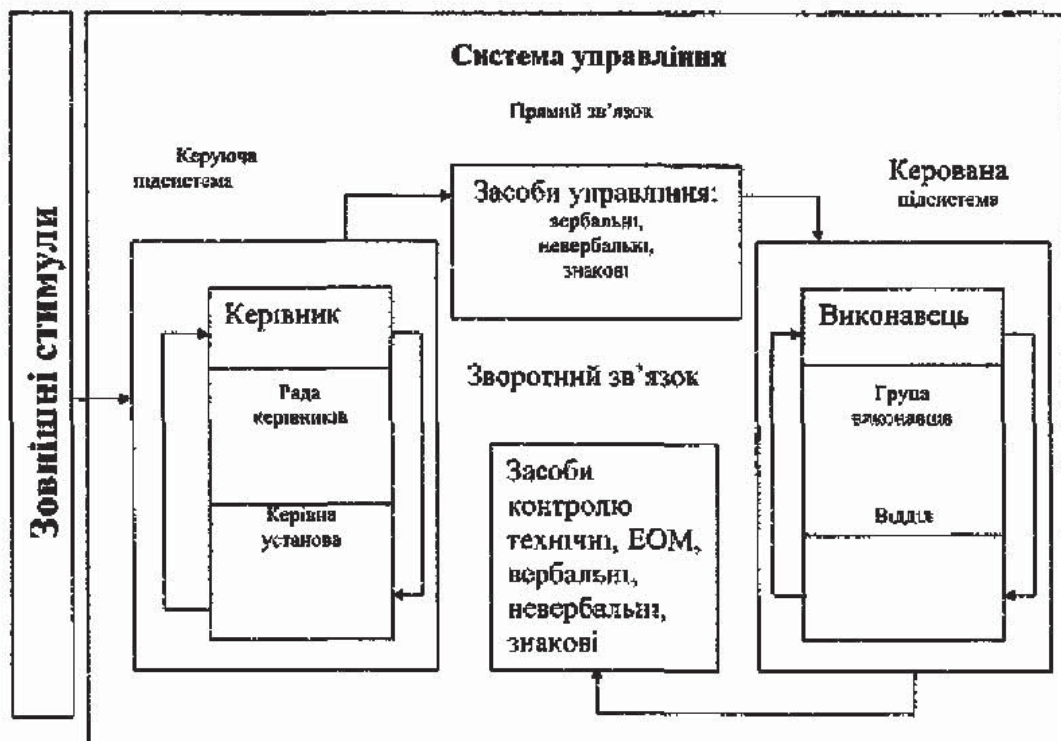 Зовнішні стимули
Система управління
Прямий зв’язок
Керуюча
підсистема
Засоби управління:
вербальні,
невербальні,
знакові
Керована
підсистема
Керівник
Рада
керівників
Керівна
установа
Зворотний зв’язок
Засоби
контролю
технічні, ЕОМ,
вербальні,
невербальні,
знакові
Виконавець
Група
виконавців
Відділ